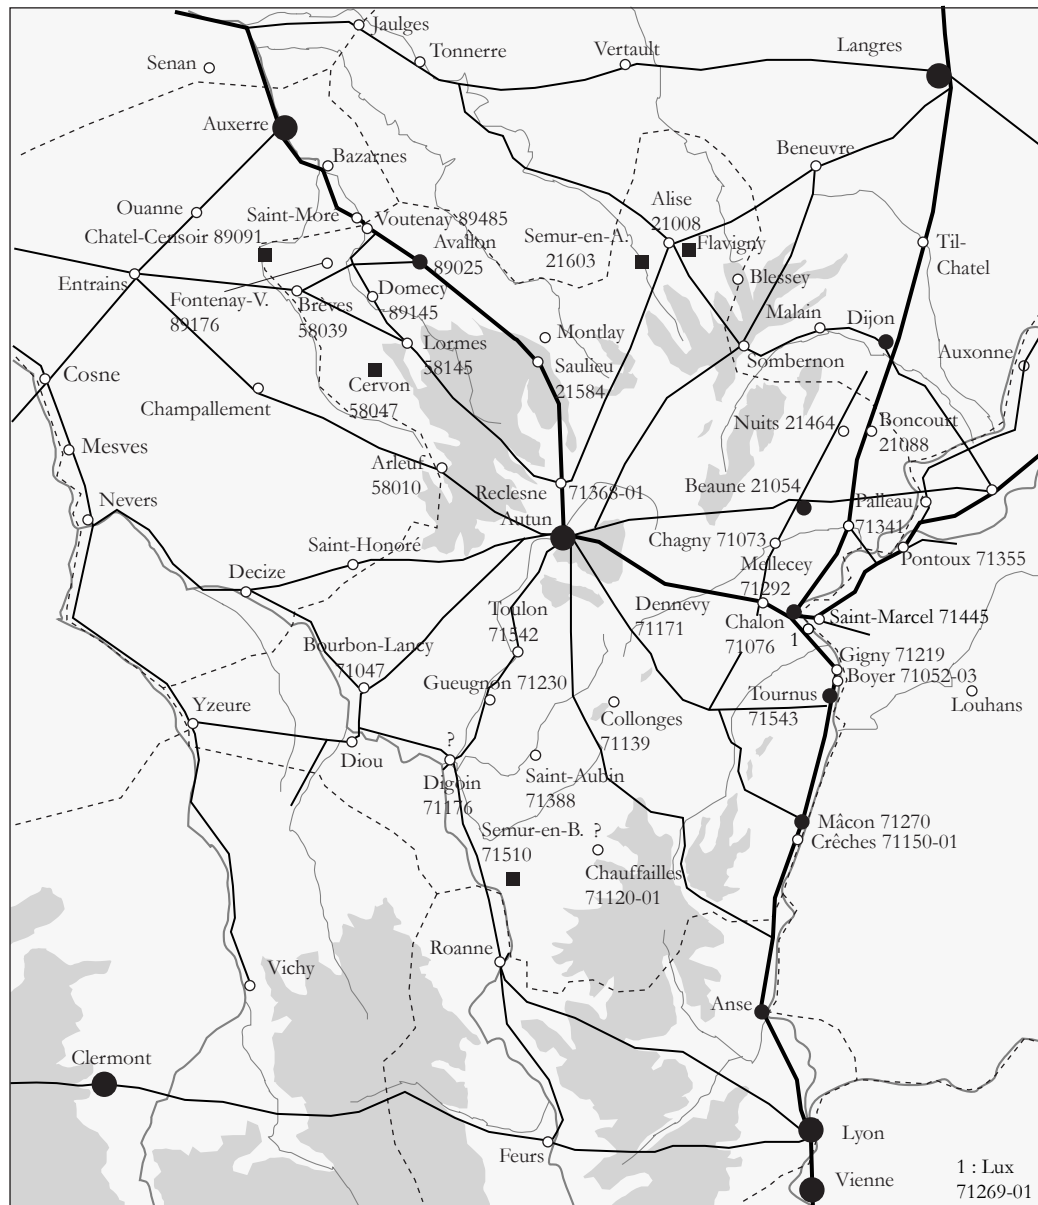 Jaulges
Tonnerre
Vertault
Langres
Senan
Auxerre
Bazarnes
Beneuvre
Ouanne
Saint-Moré
Voutenay 89485
Chatel-Censoir 89091
Avallon
89025
Alise
21008
Semur-en-A.
21603
Flavigny
Til-
Chatel
Entrains
Fontenay-V.
89176
Brèves
58039
Domecy
89145
Blessey
Malain
Dijon
Montlay
Lormes
58145
Saulieu
21584
Sombernon
Auxonne
Cosne
Cervon
58047
Champallement
Nuits 21464
Boncourt
21088
Mesves
Arleuf
58010
Reclesne
71368-01
Beaune 21054
Palleau
71341
Nevers
Autun
Chagny 71073
Pontoux 71355
Saint-Honoré
Mellecey
71292
Decize
Toulon
71542
Dennevy
71171
Chalon
71076
1
Saint-Marcel 71445
Bourbon-Lancy
71047
Gigny 71219
Boyer 71052-03
Gueugnon 71230
Tournus
71543
Louhans
Yzeure
Collonges
71139
Diou
?
Digoin
71176
Saint-Aubin
71388
Semur-en-B.
71510
?
Mâcon 71270
Crêches 71150-01
Chauffailles
71120-01
Roanne
Vichy
Anse
Clermont
Lyon
Feurs
Vienne
1 : Lux
71269-01